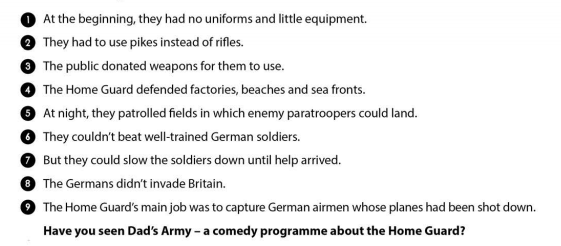 1 At the beginning, they had no uniforms and little equipment.
2 They had to use pikes instead of rifles.
3 The public donated weapons for them to use.
4 The Home Guard defended factories, beaches and sea fronts.
5 At night, they patrolled fields in which enemy paratroopers could land.
6 They couldn't beat well-trained German soldiers.
7 But they could slow the soldiers down until help arrived.
8 The Germans didn't invade Britain.
9 The Home Guard's main job was to capture German airmen whose planes had been shot down.
Have you seen Dad's Army – a comedy programme about the Home Guard?